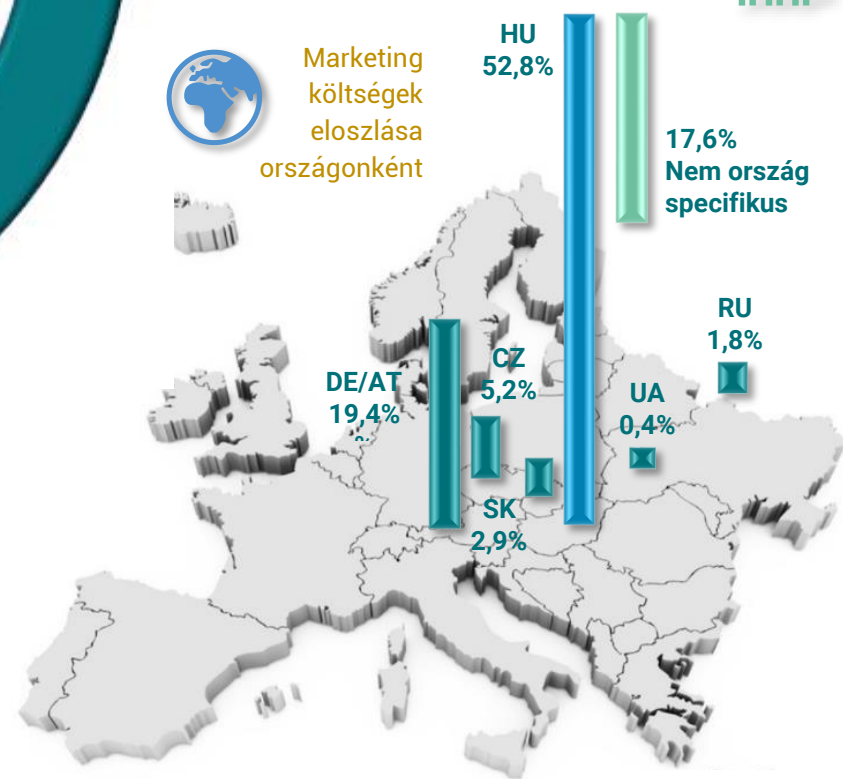 Marketing
költségek
eloszlása
országonként
HU
52,8%
17,6%
Nem ország
specifikus
RU
1,8%
DE/AT
19,4%
%
CZ
5,2%
UA
0,4%
SK
2,9%